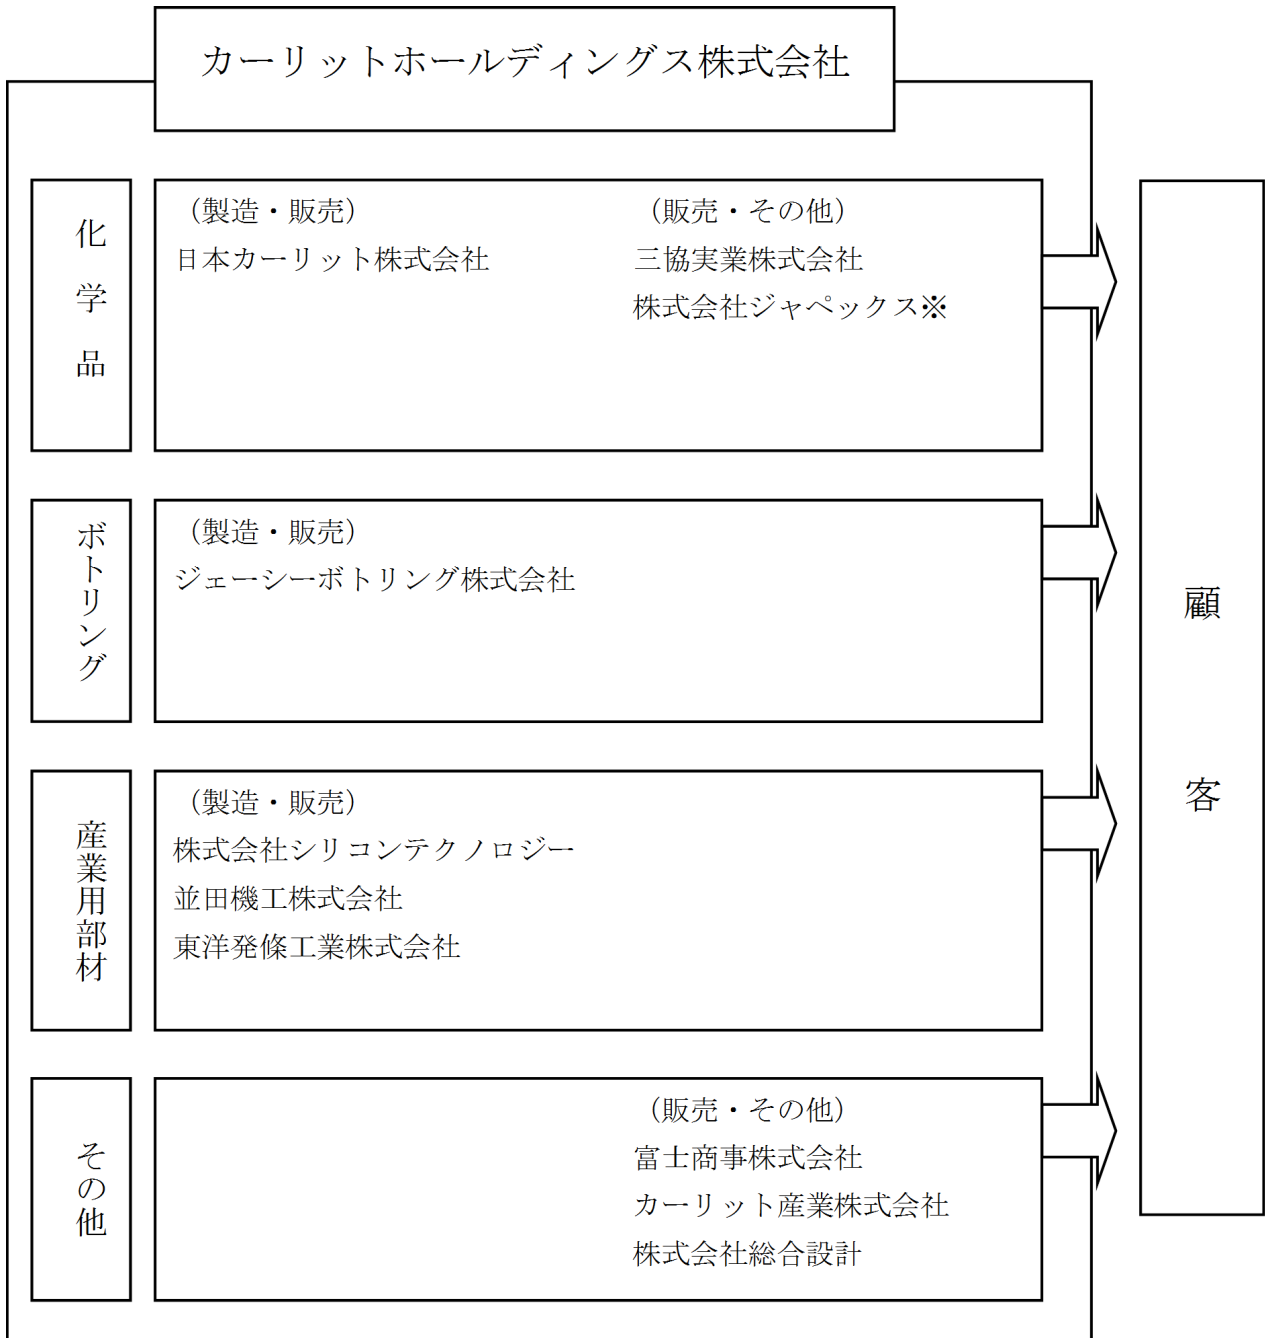 カーリットホールディングス株式会社
化学品
（製造・販売）
日本カーリット株式会社
（販売・その他）
三協実業株式会社
株式会社ジャペックス※
ボトリング
（製造・販売）
ジェーシーボトリング株式会社
産業用部材
（製造・販売）
株式会社シリコンテクノロジー
並田機工株式会社
東洋発條工業株式会社
その他
（販売・その他）
富士商事株式会社
カーリット産業株式会社
株式会社総合設計
顧客